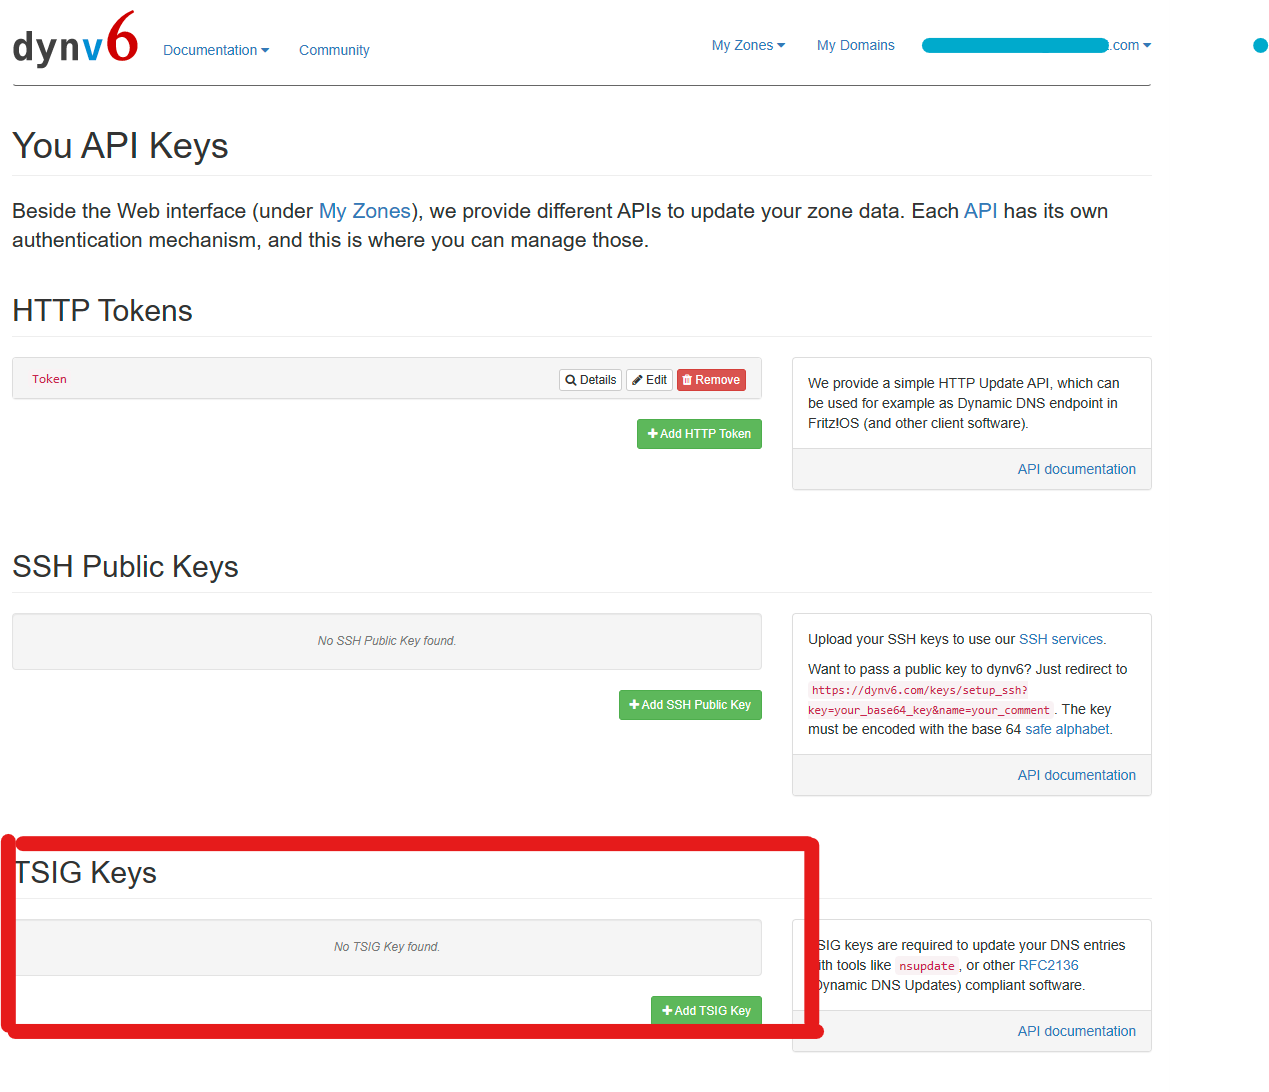 dynv6 Documentation Community My Zones My Domains .com
You API Keys
Beside the Web interface (under My Zones), we provide different APIs to update your zone data. Each API has its own
authentication mechanism, and this is where you can manage those.
HTTP Tokens
Token Details Edit Remove
Add HTTP Token
We provide a simple HTTP Update API, which can
be used for example as Dynamic DNS endpoint in
Fritz!OS (and other client software).
API documentation
SSH Public Keys
No SSH Public Key found.
Add SSH Public Key
Upload your SSH keys to use our SSH services.
Want to pass a public key to dynv6? Just redirect to
https://dynv6.com/keys/setup_ssh?
key=your_base64_key&name=your_comment. The key
must be encoded with the base 64 safe alphabet.
API documentation
TSIG Keys
No TSIG Key found.
Add TSIG Key
SIG keys are required to update your DNS entries
ith tools like nsupdate, or other RFC2136
Dynamic DNS Updates) compliant software.
API documentation